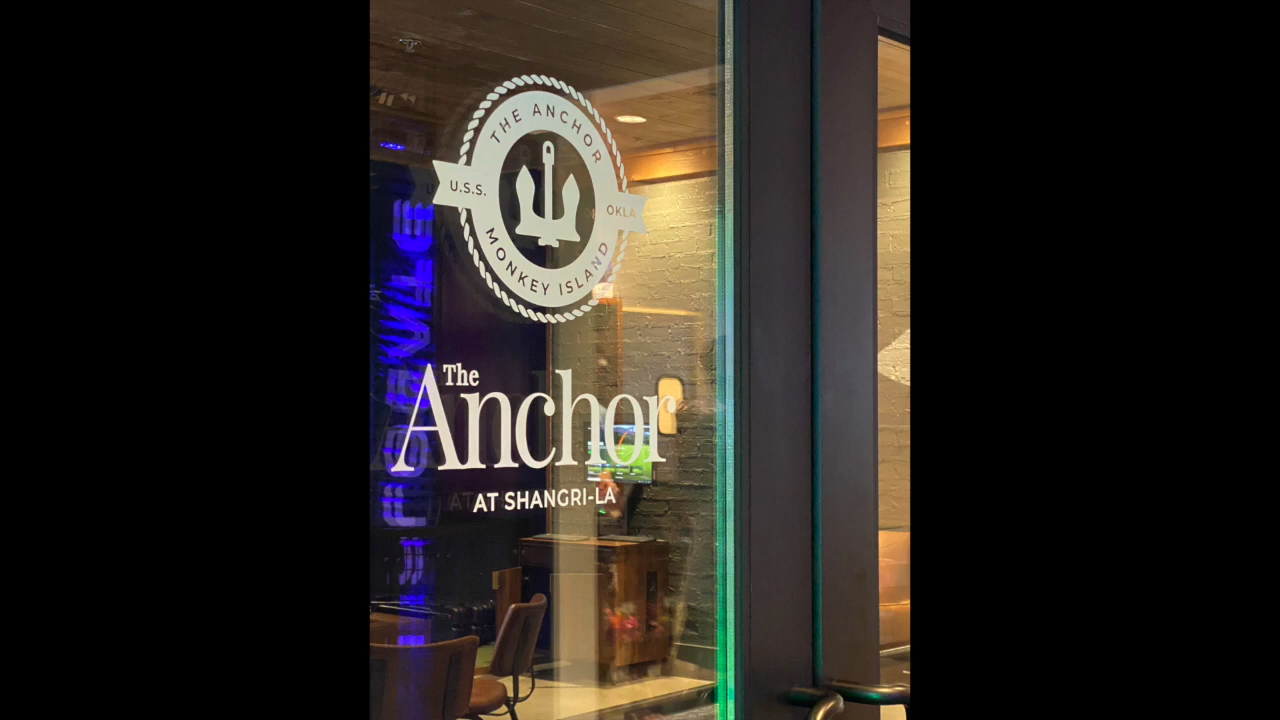 THE ANCHOR
U.S.S.
OKLA
MONKEY ISLAND
The
Anchor
AT SHANGRI-LA